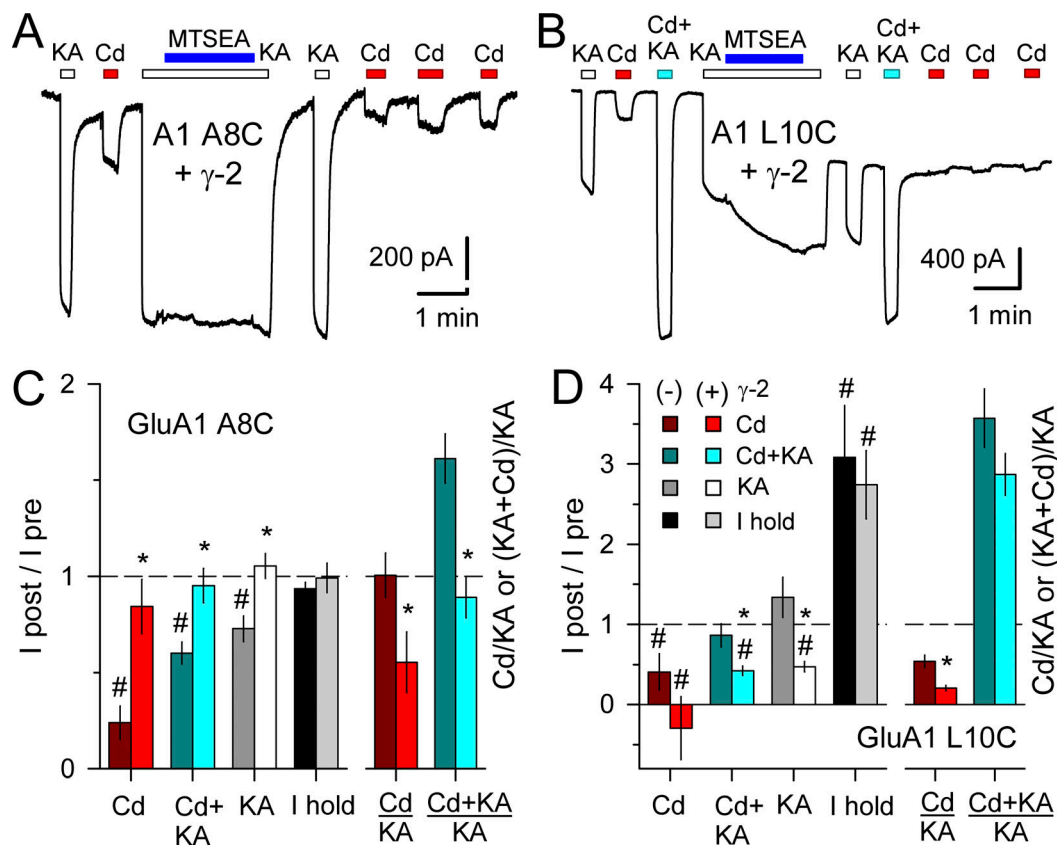 A
KA Cd MTSEA KA KA Cd Cd Cd
A1 A8C
+ γ-2
200 pA
1 min
B
KA Cd Cd+
KA KA MTSEA KA Cd+
KA Cd Cd Cd
A1 L10C
+ γ-2
400 pA
1 min
C
GluA1 A8C
I post / I pre
2
1
0
# * # * # * * *
Cd Cd+
KA KA I hold Cd
KA Cd+KA
KA
Cd/KA or (KA+Cd)/KA
D
(-) (+) γ-2
Cd
Cd+KA
KA
I hold
I post / I pre
4
3
2
1
0
# # * # * # # # *
GluA1 L10C
Cd Cd+
KA KA I hold Cd
KA Cd+KA
KA
Cd/KA or (KA+Cd)/KA